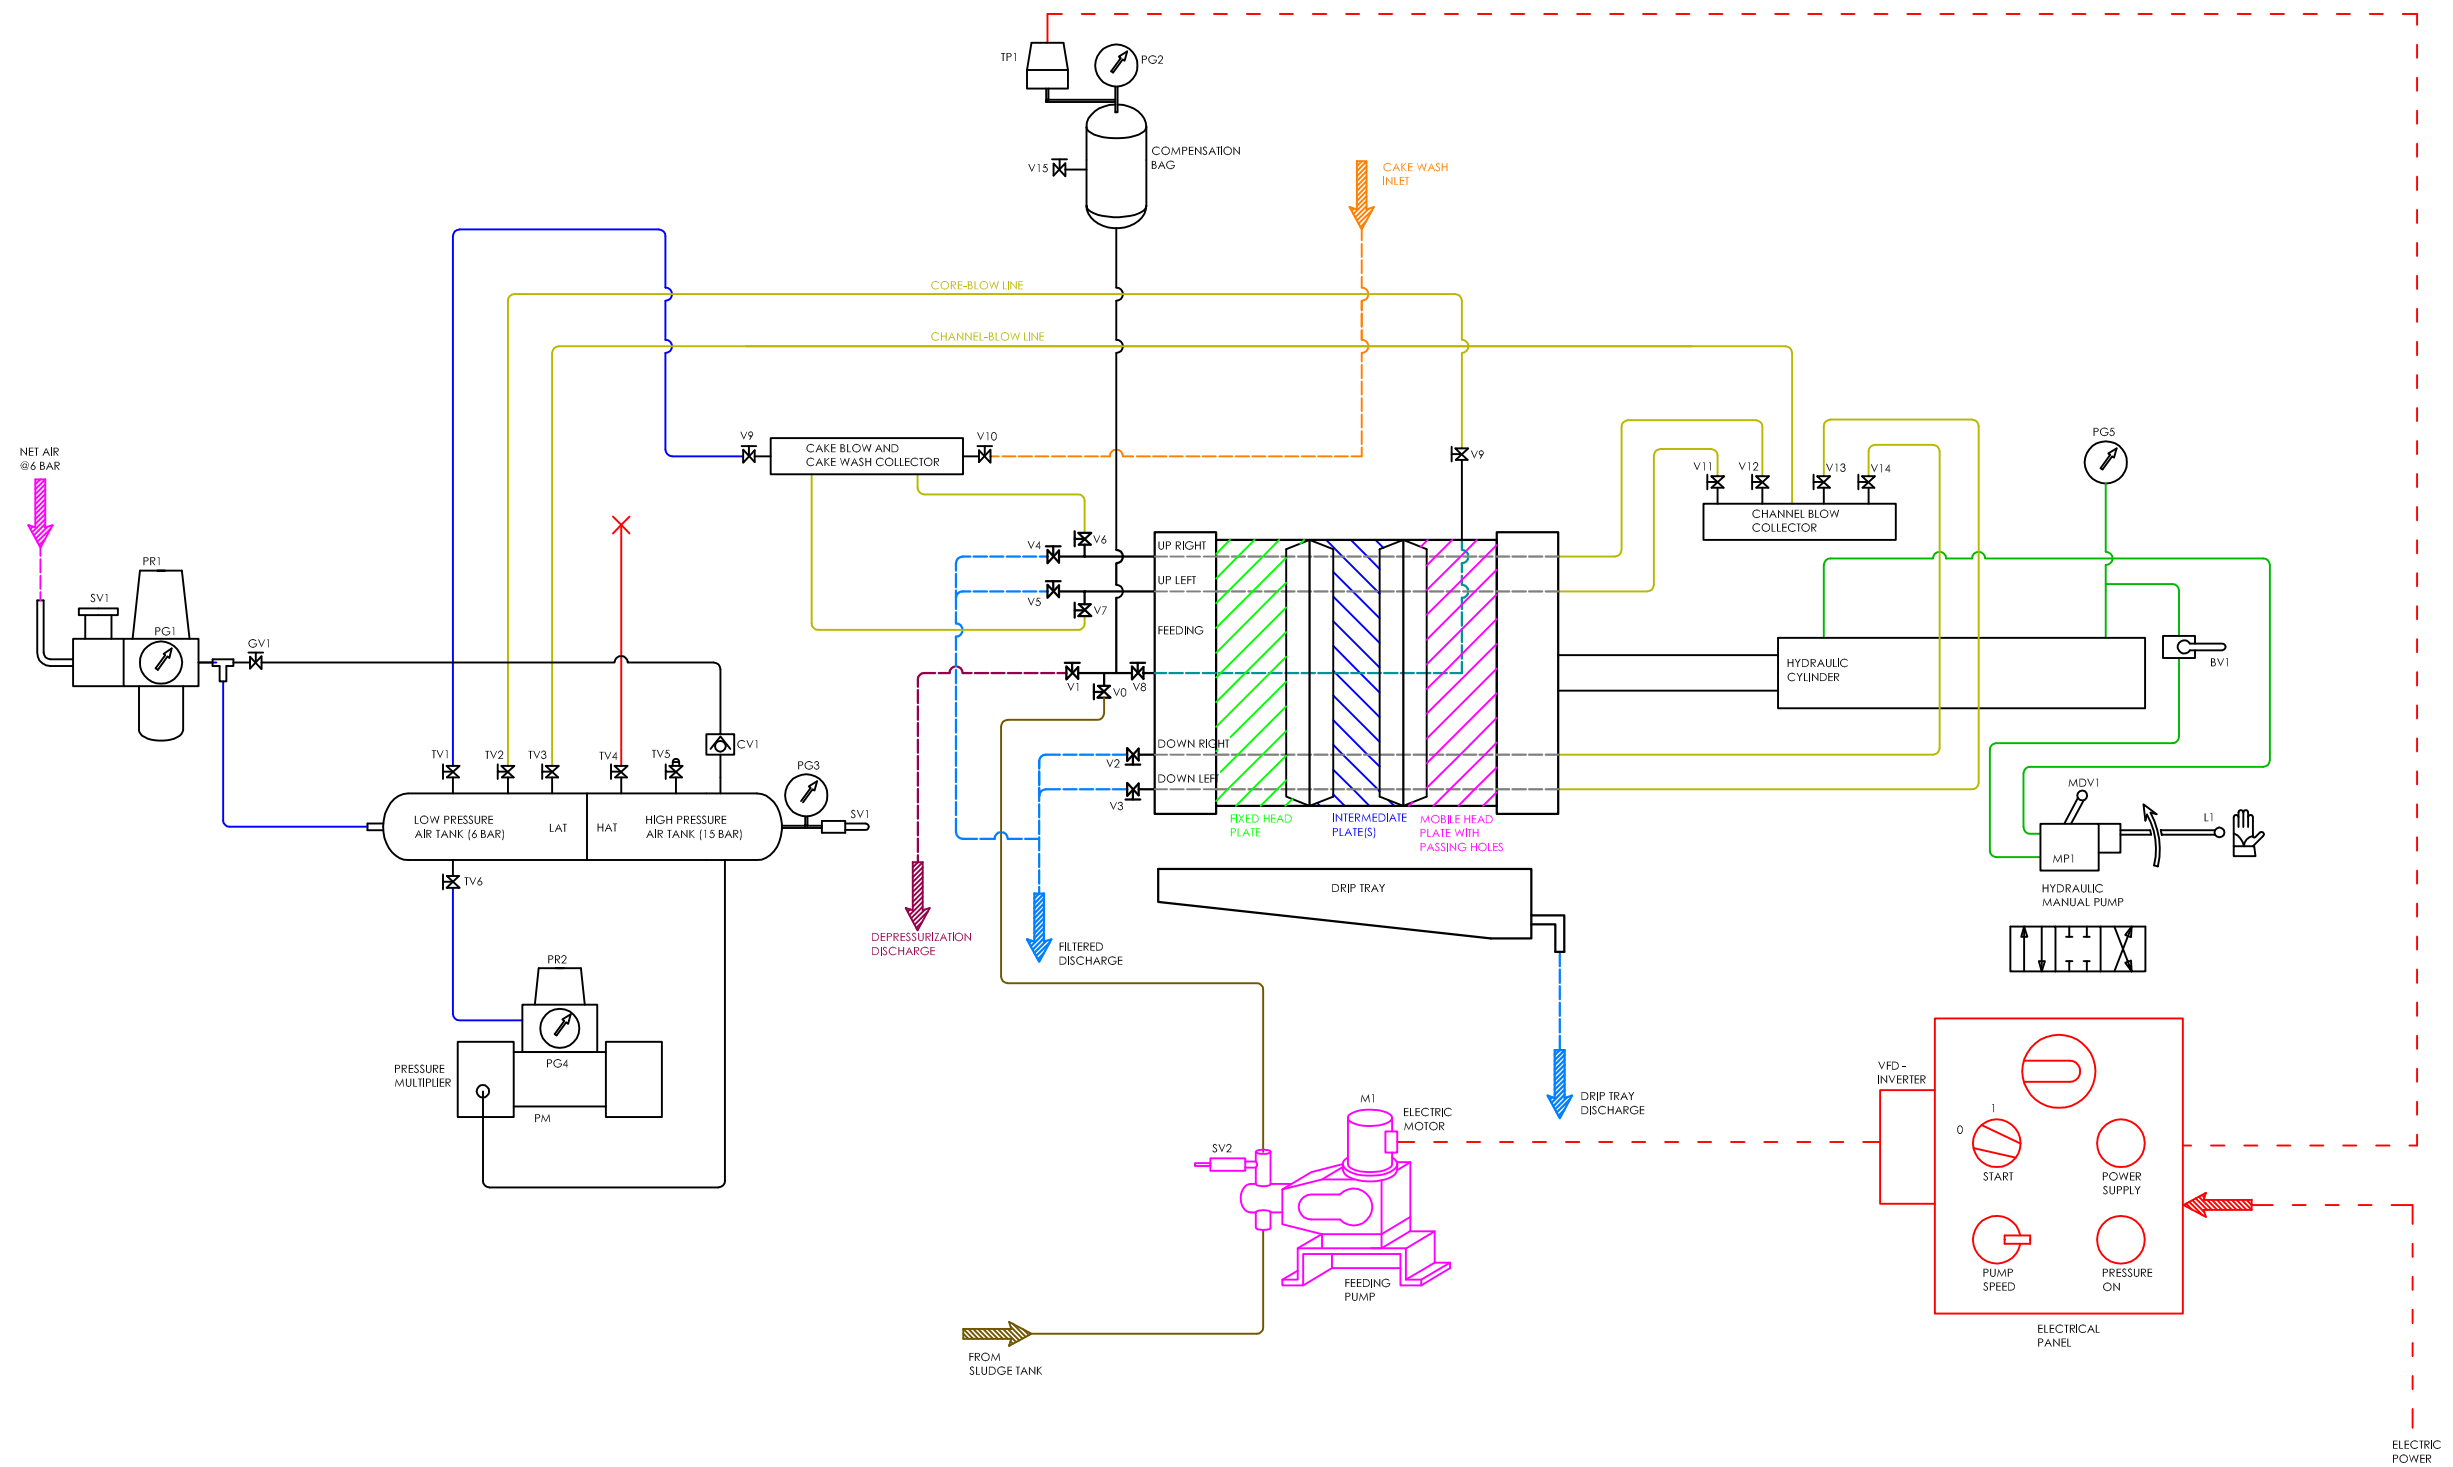 TP1
PG2
COMPENSATION
BAG
V15
CAKE WASH
INLET
CORE-BLOW LINE
CHANNEL-BLOW LINE
NET AIR
@6 BAR
V9
CAKE BLOW AND
CAKE WASH COLLECTOR
V10
V9
V11
V12
V13
V14
CHANNEL BLOW
COLLECTOR
PG5
PR1
SV1
PG1
GV1
V4
V6
UP RIGHT
UP LEFT
V5
V7
FEEDING
V1
V0
V8
HYDRAULIC
CYLINDER
BV1
TV1
TV2
TV3
TV4
TV5
CV1
PG3
SV1
LOW PRESSURE
AIR TANK (6 BAR)
LAT
HAT
HIGH PRESSURE
AIR TANK (15 BAR)
DOWN RIGHT
V2
DOWN LEFT
V3
FIXED HEAD
PLATE
INTERMEDIATE
PLATE(S)
MOBILE HEAD
PLATE WITH
PASSING HOLES
MDV1
L1
MP1
HYDRAULIC
MANUAL PUMP
TV6
DRIP TRAY
DEPRESSURIZATION
DISCHARGE
FILTERED
DISCHARGE
PR2
PG4
PRESSURE
MULTIPLIER
PM
DRIP TRAY
DISCHARGE
M1
ELECTRIC
MOTOR
SV2
FEEDING
PUMP
FROM
SLUDGE TANK
VFD -
INVERTER
1
0
START
POWER
SUPPLY
PUMP
SPEED
PRESSURE
ON
ELECTRICAL
PANEL
ELECTRIC
POWER